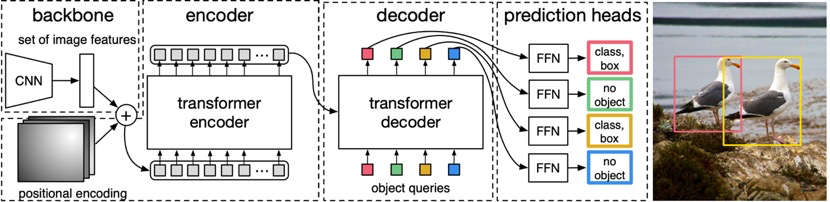 backbone
set of image features
CNN
+
positional encoding
encoder
...
transformer
encoder
...
decoder
transformer
decoder
object queries
prediction heads
FFN
class,
box
FFN
no
object
FFN
class,
box
FFN
no
object